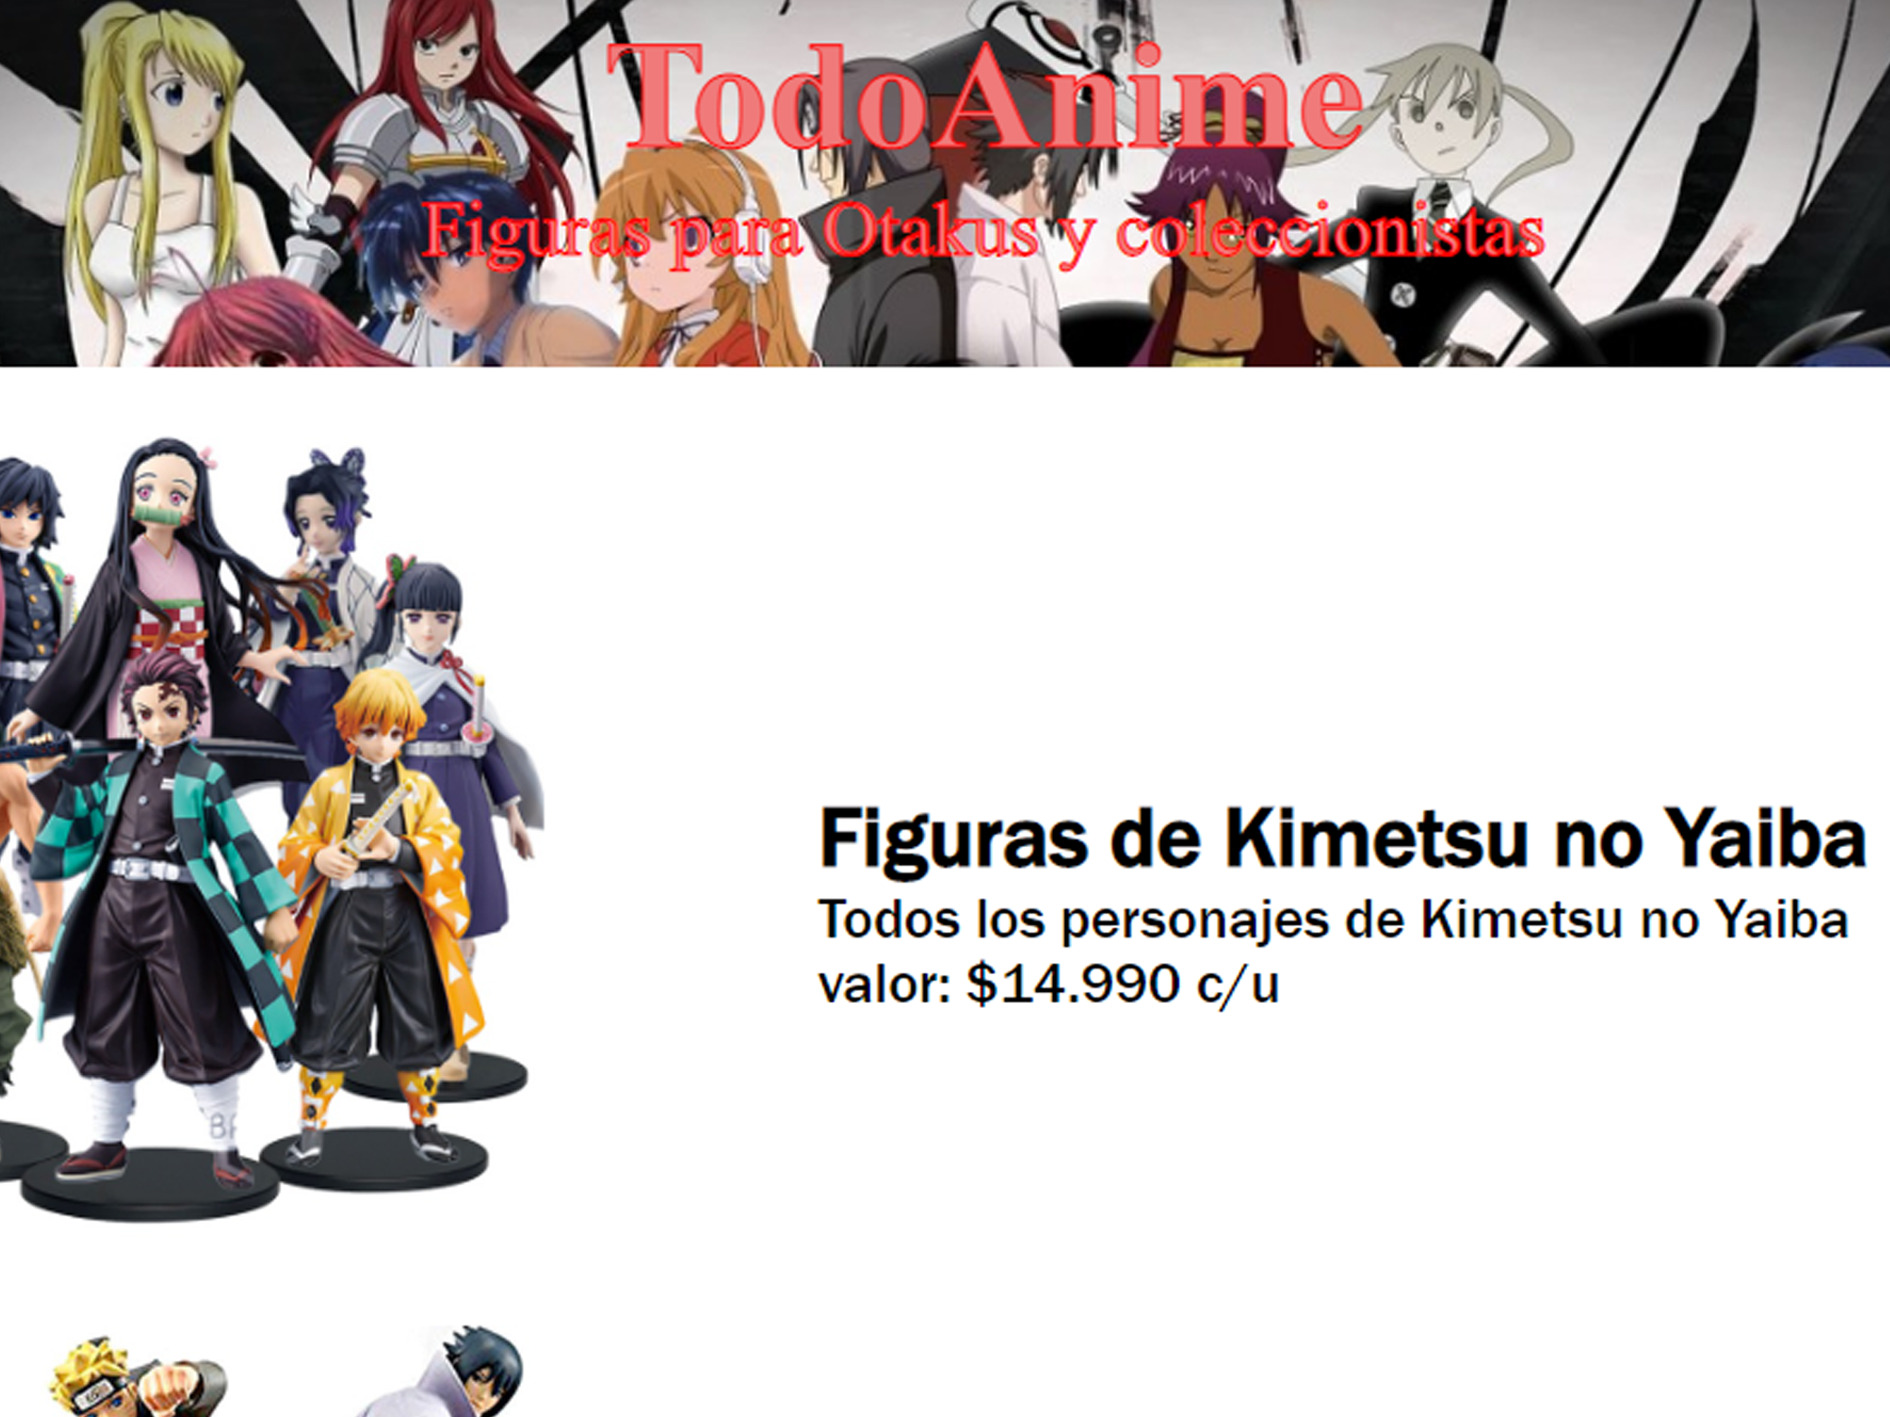 TodoAnime
Figuras para Otakus y coleccionistas
Figuras de Kimetsu no Yaiba
Todos los personajes de Kimetsu no Yaiba
valor: $14.990 c/u